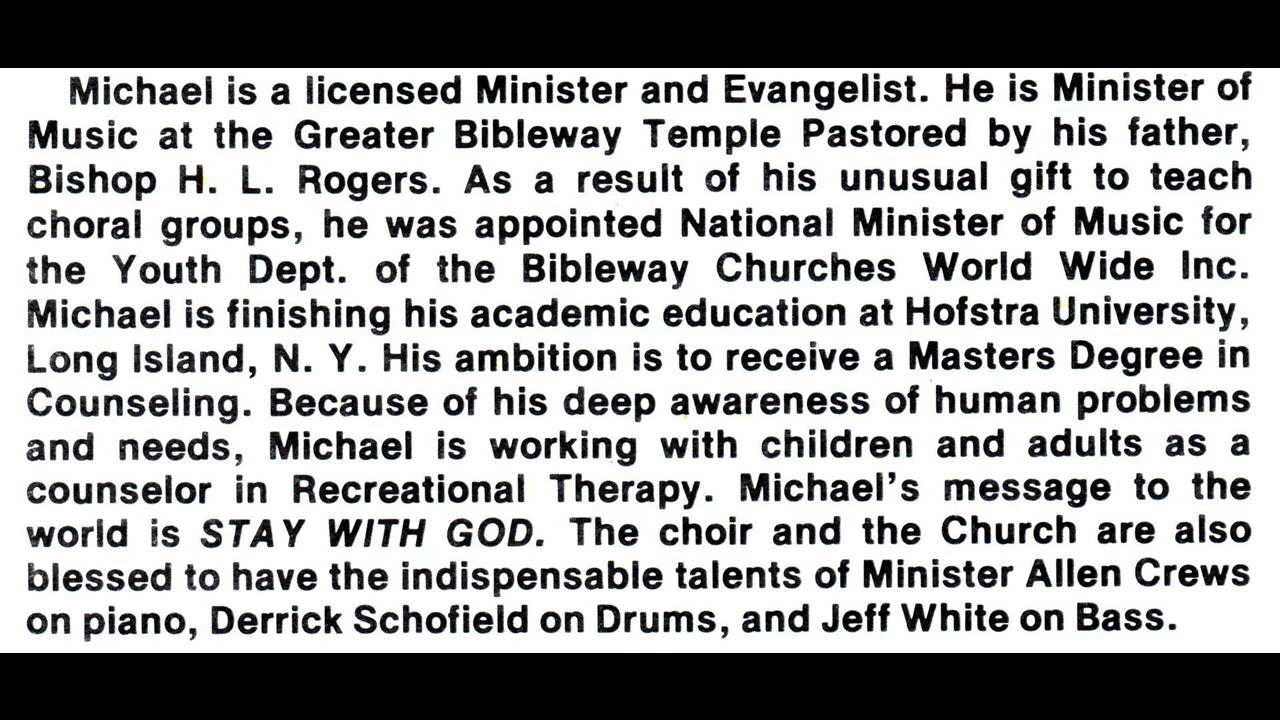 Michael is a licensed Minister and Evangelist. He is Minister of
Music at the Greater Bibleway Temple Pastored by his father,
Bishop H. L. Rogers. As a result of his unusual gift to teach
choral groups, he was appointed National Minister of Music for
the Youth Dept. of the Bibleway Churches World Wide Inc.
Michael is finishing his academic education at Hofstra University,
Long Island, N. Y. His ambition is to receive a Masters Degree in
Counseling. Because of his deep awareness of human problems
and needs, Michael is working with children and adults as a
counselor in Recreational Therapy. Michael's message to the
world is STAY WITH GOD. The choir and the Church are also
blessed to have the indispensable talents of Minister Allen Crews
on piano, Derrick Schofield on Drums, and Jeff White on Bass.